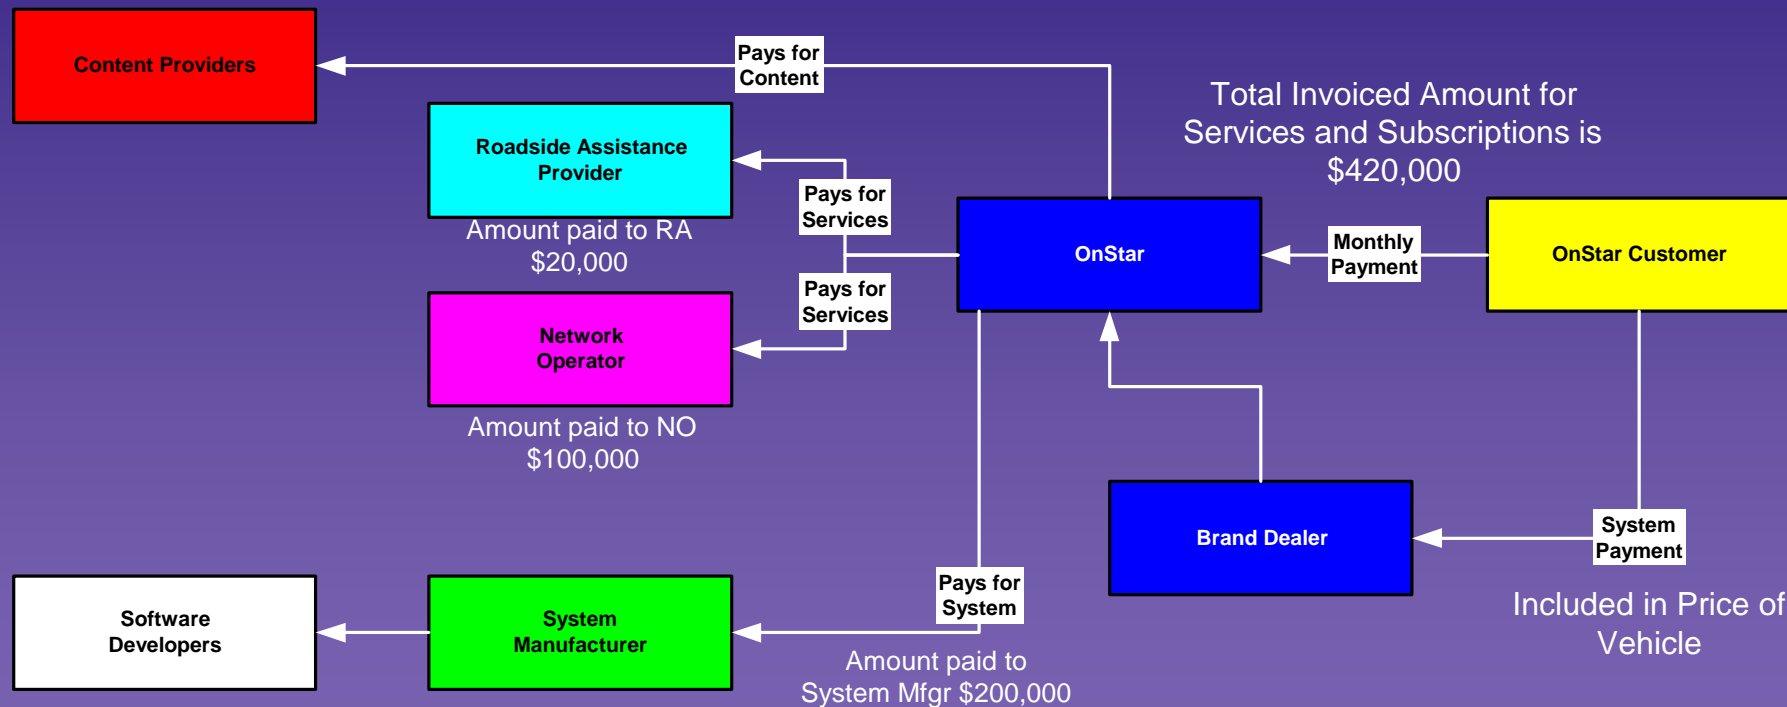 Content Providers
Pays for
Content
Total Invoiced Amount for
Services and Subscriptions is
$420,000
Roadside Assistance
Provider
Pays for
Services
Amount paid to RA
$20,000
OnStar
Monthly
Payment
OnStar Customer
Pays for
Services
Network
Operator
Amount paid to NO
$100,000
Brand Dealer
System
Payment
Included in Price of
Vehicle
Pays for
System
Software
Developers
System
Manufacturer
Amount paid to
System Mfgr $200,000